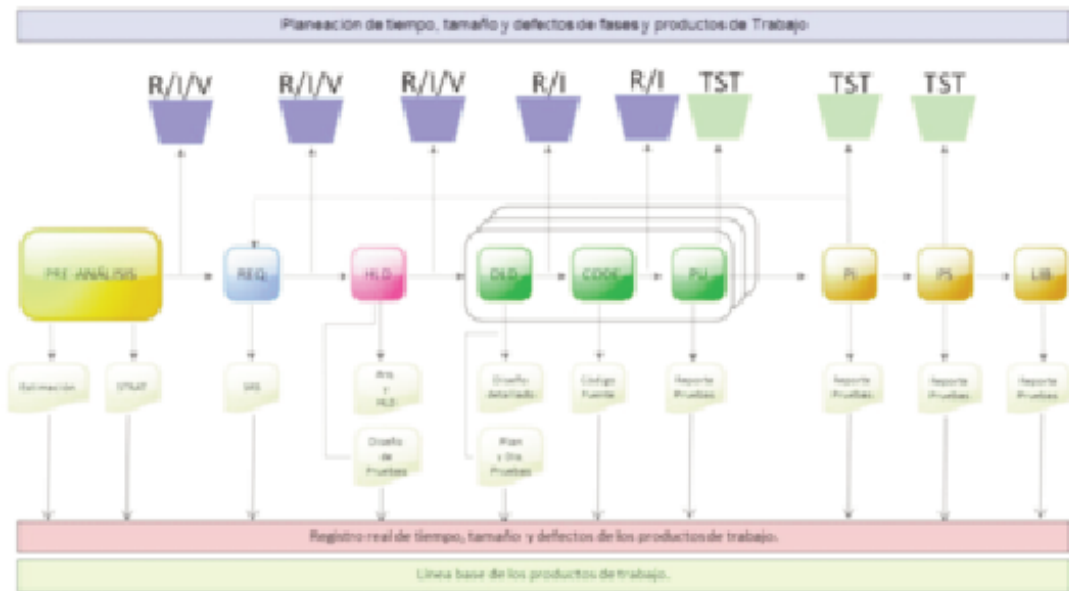 Planeación de tiempo, tamaño y defectos de fases y productos de Trabajo
R/I/V
R/I/V
R/I/V
R/I
R/I
TST
TST
TST
PRE-ANÁLISIS
REQ
HLD
DLD
CODE
PU
PI
PS
LIB
Estimación
SRS
HLD
Diseño
detallado
Código
Fuente
Reporte
Pruebas
Reporte
Pruebas
Reporte
Pruebas
Reporte
Pruebas
Diseño
de
Pruebas
Plan
y Dis
Pruebas
Registro real de tiempo, tamaño y defectos de los productos de trabajo.
Línea base de los productos de trabajo.